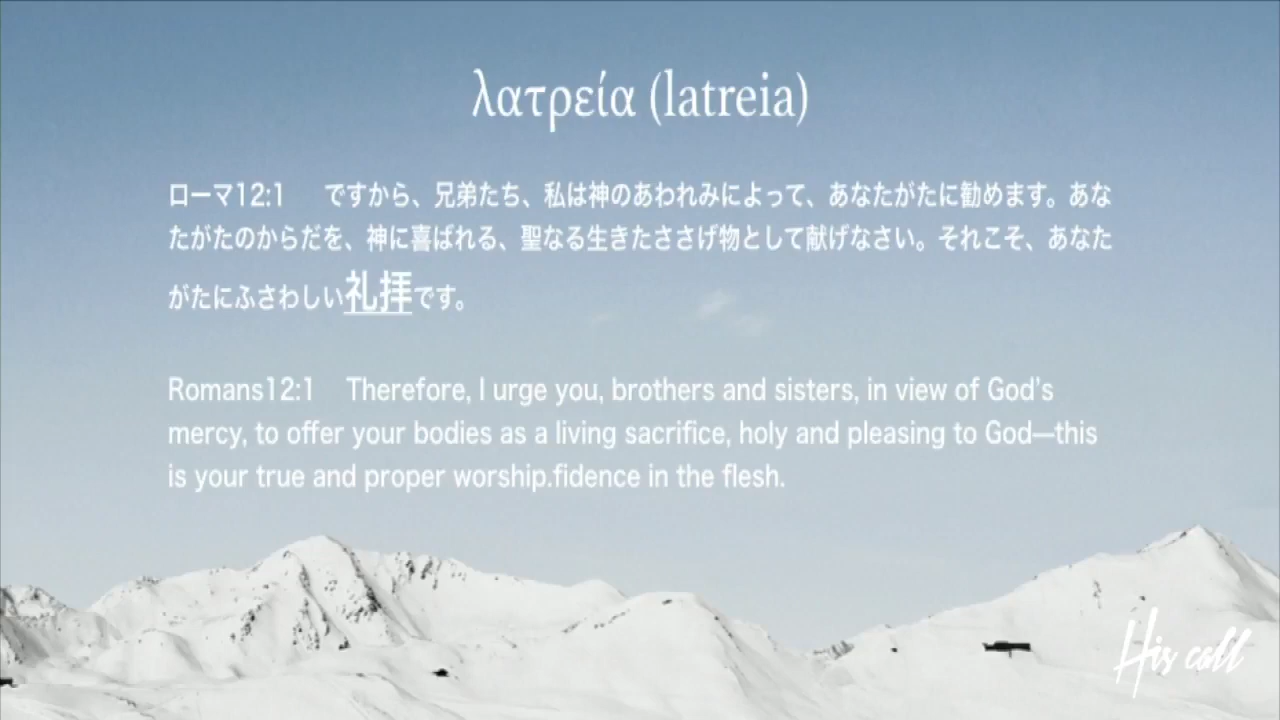 λατρεία (latreia)
ローマ12:1　ですから、兄弟たち、私は神のあわれみによって、あなたがたに勧めます。あな
たがたのからだを、神に喜ばれる、聖なる生きたささげ物として献げなさい。それこそ、あなた
がたにふさわしい礼拝です。
Romans12:1　Therefore, I urge you, brothers and sisters, in view of God's
mercy, to offer your bodies as a living sacrifice, holy and pleasing to God—this
is your true and proper worship.fidence in the flesh.
His call